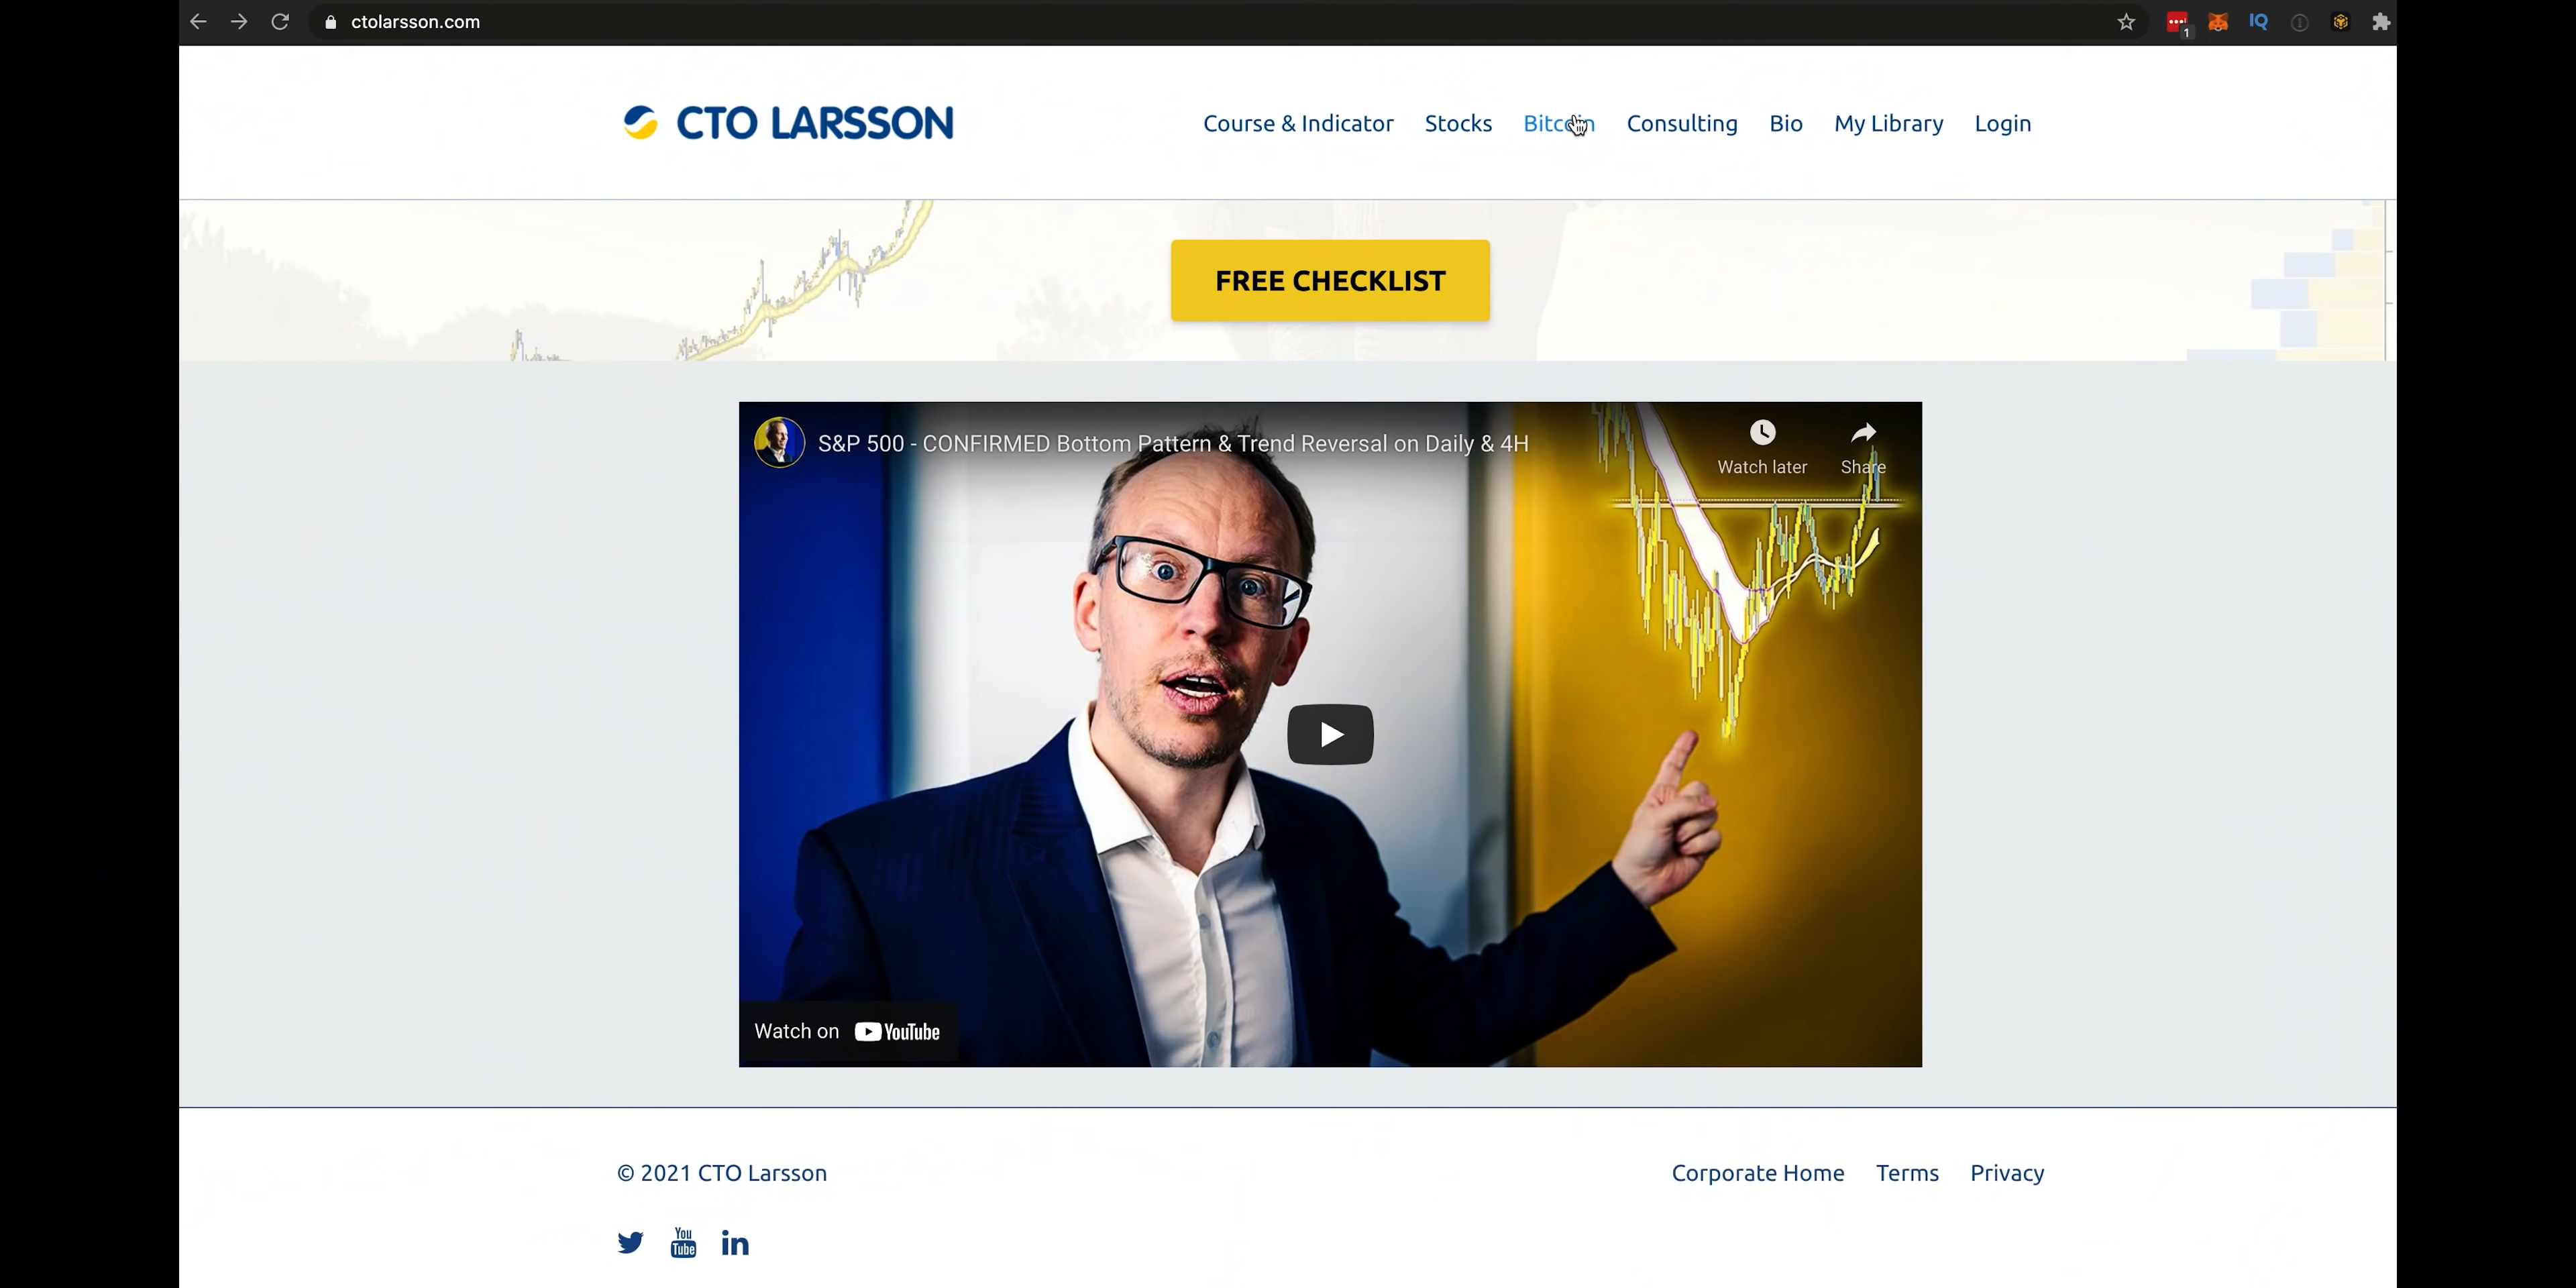 ctolarsson.com
IQ
1
CTO LARSSON
Course & Indicator Stocks Bitcoin Consulting Bio My Library Login
FREE CHECKLIST
S&P 500 - CONFIRMED Bottom Pattern & Trend Reversal on Daily & 4H
Watch later Share
Watch on YouTube
© 2021 CTO Larsson
Corporate Home Terms Privacy
You
Tube
in